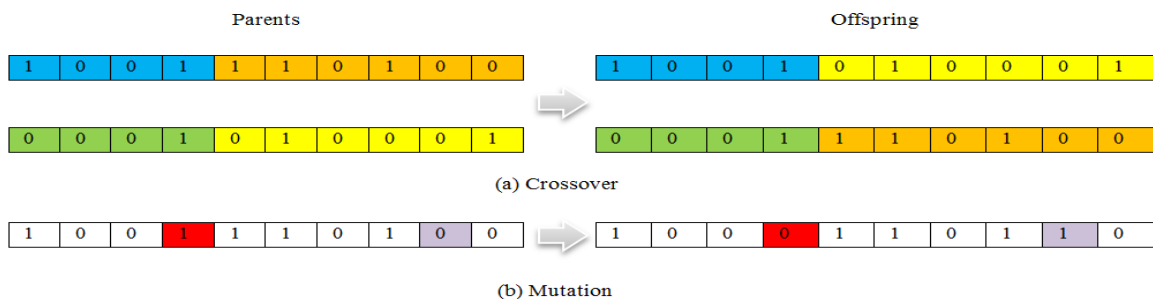 Parents Offspring
1 0 0 1 1 1 0 1 0 0 1 0 0 1 0 1 0 0 0 1
0 0 0 1 0 1 0 0 0 1 0 0 0 1 1 1 0 1 0 0
(a) Crossover
1 0 0 1 1 1 0 1 0 0 1 0 0 0 1 1 0 1 1 0
(b) Mutation